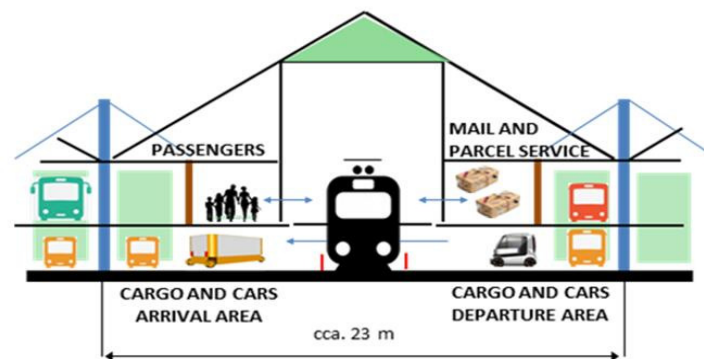 PASSENGERS
MAIL AND
PARCEL SERVICE
CARGO AND CARS
ARRIVAL AREA
CARGO AND CARS
DEPARTURE AREA
cca. 23 m